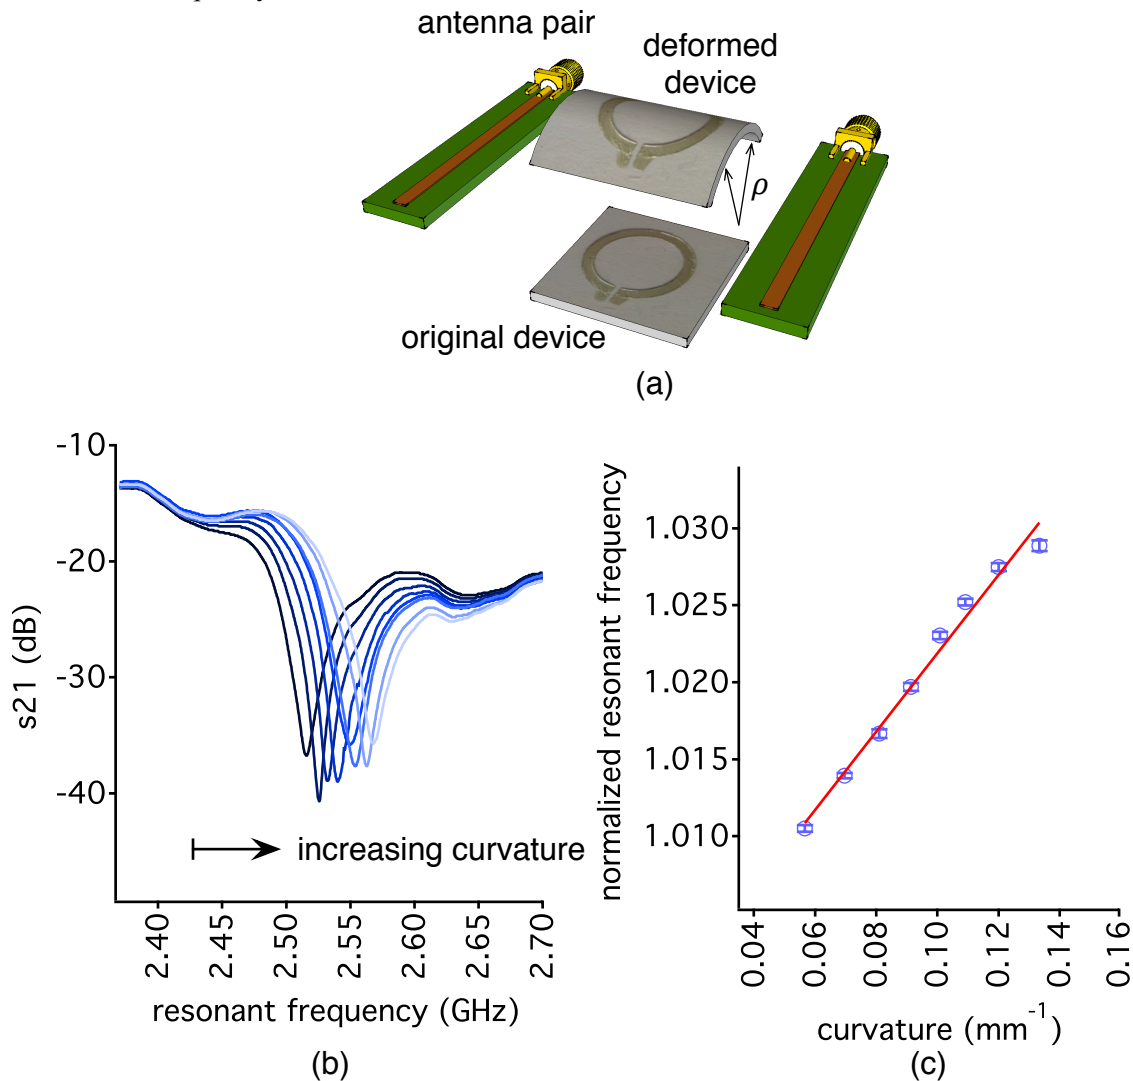 antenna pair
deformed
device
ρ
original device
(a)
-10
-20
-30
-40
s21 (dB)
increasing curvature
2.40
2.45
2.50
2.55
2.60
2.65
2.70
resonant frequency (GHz)
(b)
normalized resonant frequency
1.030
1.025
1.020
1.015
1.010
0.04
0.06
0.08
0.10
0.12
0.14
0.16
curvature (mm⁻¹)
(c)